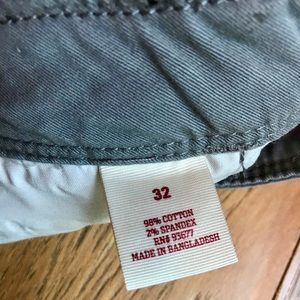 32
98% COTTON
2% SPANDEX
RN# 93677
MADE IN BANGLADESH